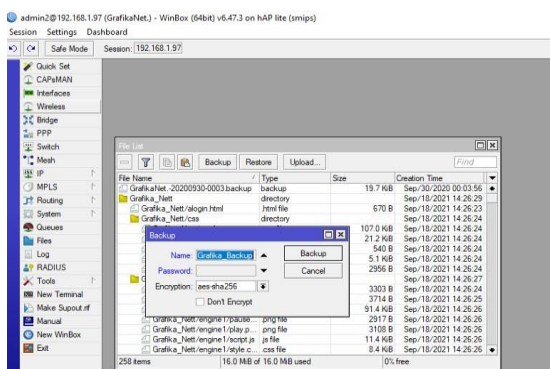 admin2@192.168.1.97 (GrafikaNet.) - WinBox (64bit) v6.47.3 on hAP lite (smips)
Session Settings Dashboard
Safe Mode Session: 192.168.1.97
Quick Set
CAPsMAN
Interfaces
Wireless
Bridge
PPP
Switch
Mesh
IP
MPLS
Routing
System
Queues
Files
Log
RADIUS
Tools
New Terminal
Make Supout.rif
Manual
New WinBox
Exit
File List
Backup Restore Upload... Find
File Name Type Size Creation Time
GrafikaNet.-20200930-0003.backup backup 19.7 KiB Sep/30/2020 00:03:56
Grafika_Nett directory Sep/18/2021 14:26:29
Grafika_Nett/alogin.html .html file 670 B Sep/18/2021 14:26:23
Grafika_Nett/css directory Sep/18/2021 14:26:24
107.0 KiB Sep/18/2021 14:26:24
21.2 KiB Sep/18/2021 14:26:24
540 B Sep/18/2021 14:26:24
5.1 KiB Sep/18/2021 14:26:24
2956 B Sep/18/2021 14:26:24
Sep/18/2021 14:26:27
3303 B Sep/18/2021 14:26:24
3714 B Sep/18/2021 14:26:25
91.4 KiB Sep/18/2021 14:26:26
Grafika_Nett/engine1/pause... .png file 2917 B Sep/18/2021 14:26:26
Grafika_Nett/engine1/play.p... .png file 3108 B Sep/18/2021 14:26:26
Grafika_Nett/engine1/script.js .js file 11.4 KiB Sep/18/2021 14:26:26
Grafika_Nett/engine1/style.c... .css file 8.4 KiB Sep/18/2021 14:26:26
258 items 16.0 MiB of 16.0 MiB used 0% free
Backup
Name: Grafika_Backup Backup
Password: Cancel
Encryption: aes-sha256
Don't Encrypt